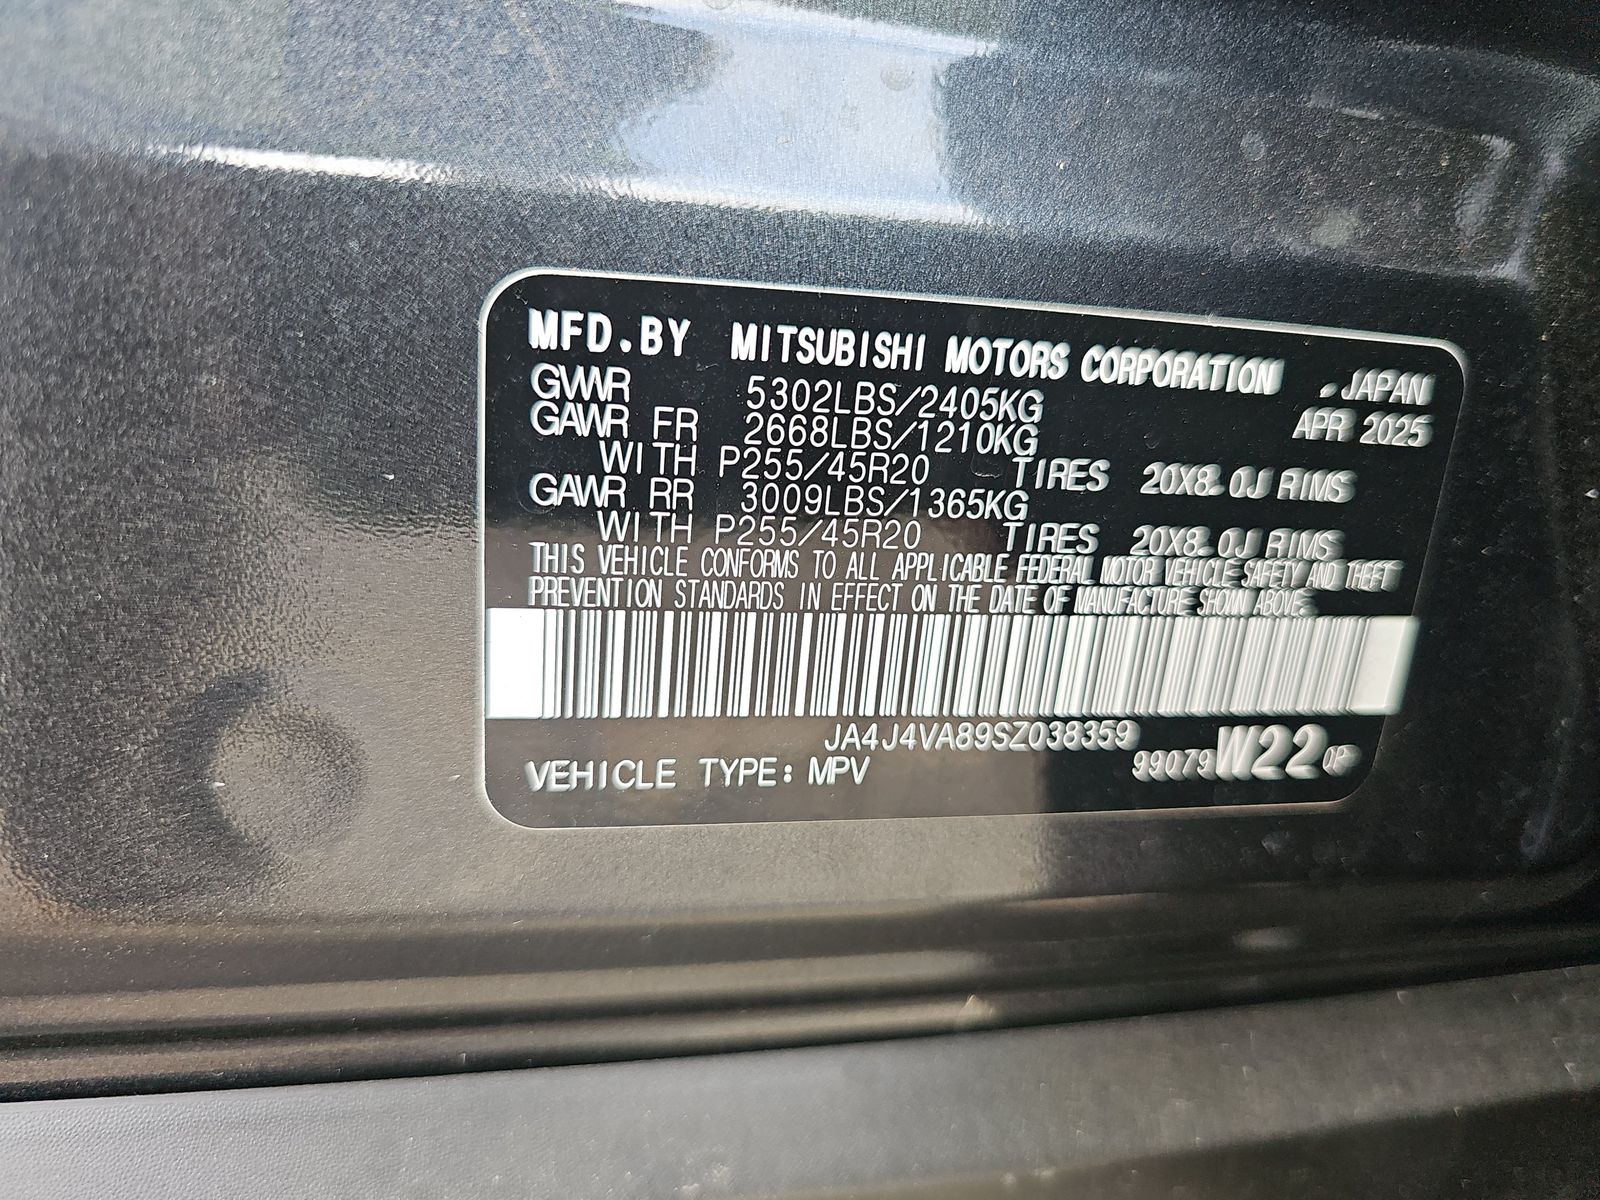 MFD.BY MITSUBISHI MOTORS CORPORATION ,JAPAN
GVWR 5302LBS/2405KG APR 2025
GAWR FR 2668LBS/1210KG
WITH P255/45R20 TIRES 20X8.0J RIMS
GAWR RR 3009LBS/1365KG
WITH P255/45R20 TIRES 20X8.0J RIMS
THIS VEHICLE CONFORMS TO ALL APPLICABLE FEDERAL MOTOR VEHICLE SAFETY AND THEFT
PREVENTION STANDARDS IN EFFECT ON THE DATE OF MANUFACTURE SHOWN ABOVE.
JA4J4VA89SZ038359
VEHICLE TYPE: MPV 99079 W22 0P